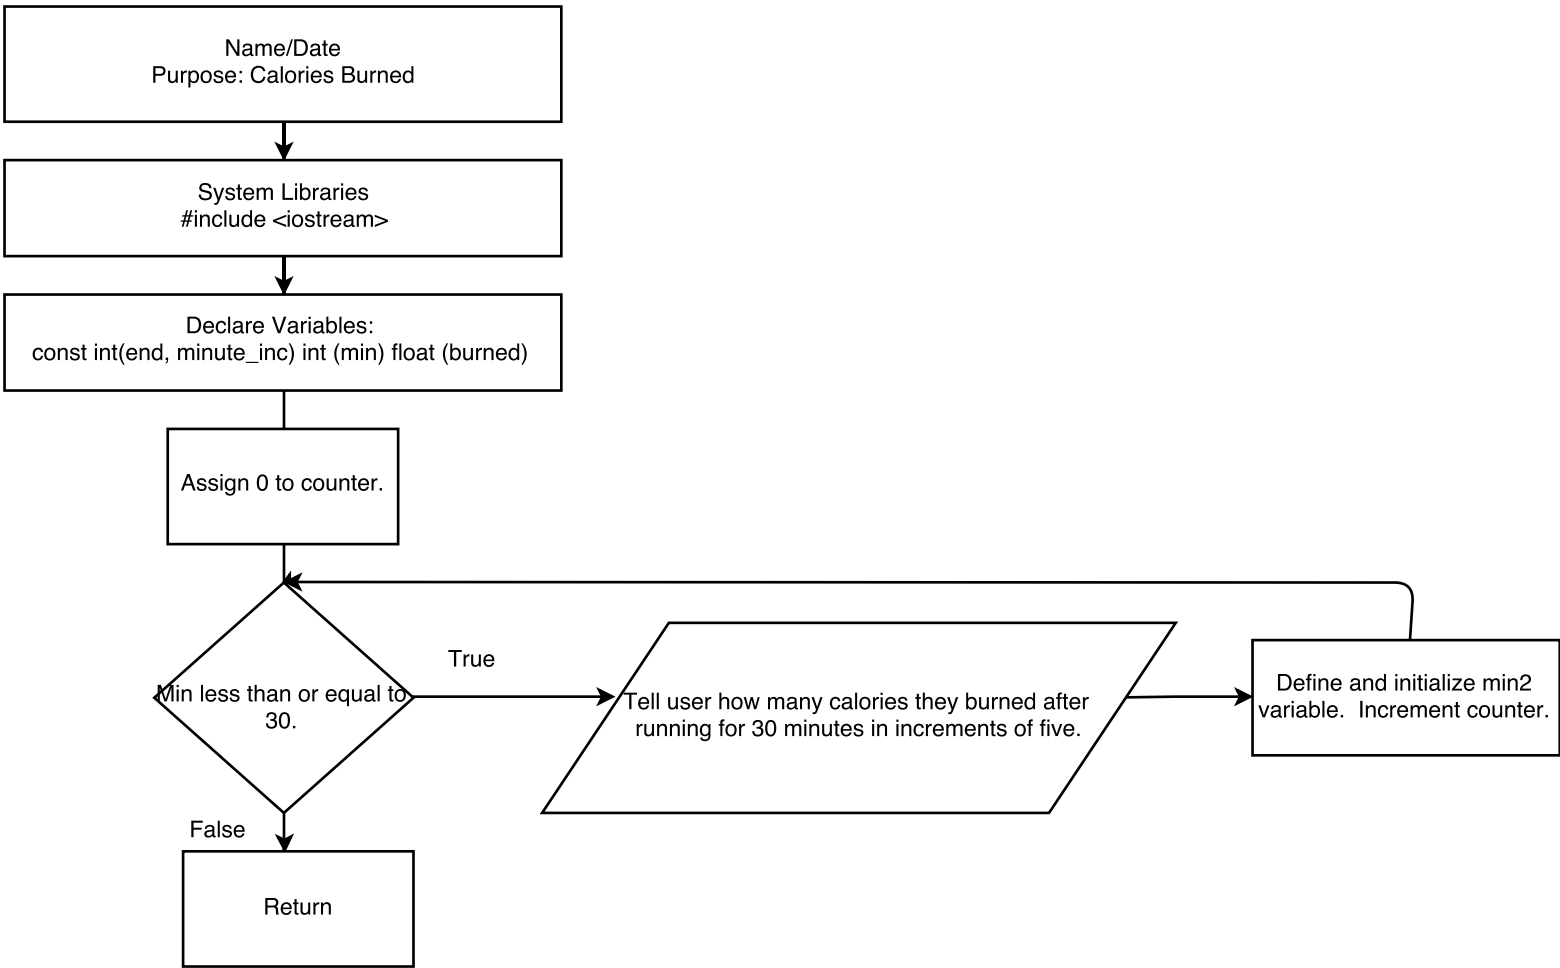 Name/Date
Purpose: Calories Burned
System Libraries
#include <iostream>
Declare Variables:
const int(end, minute_inc) int (min) float (burned)
Assign 0 to counter.
Min less than or equal to
30.
True
Tell user how many calories they burned after
running for 30 minutes in increments of five.
Define and initialize min2
variable.  Increment counter.
False
Return